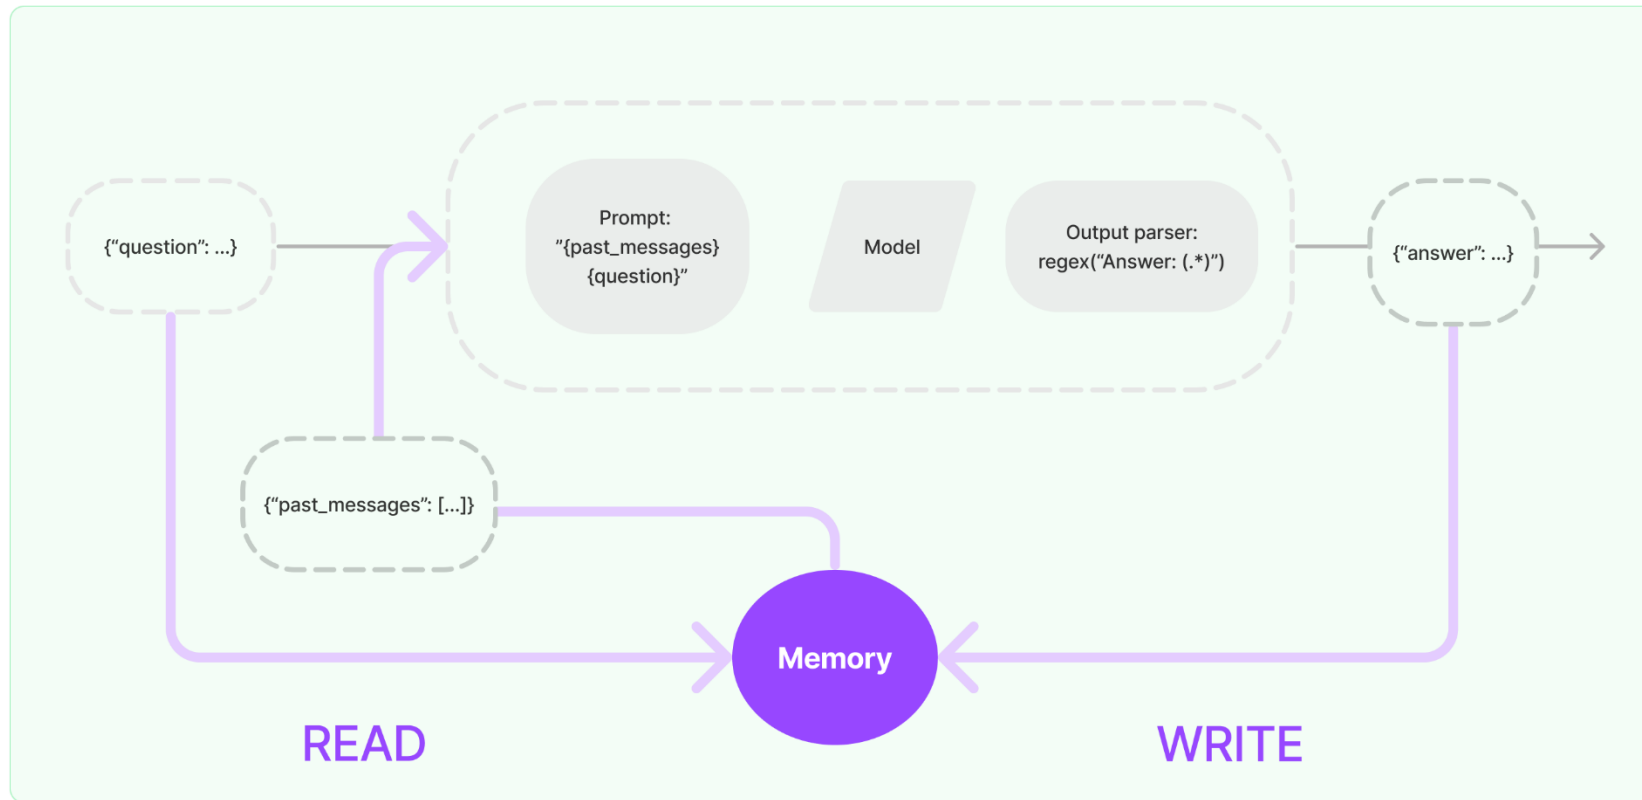 {“question”: ...}
Prompt:
”{past_messages}
{question}”
Model
Output parser:
regex(“Answer: (.*)”)
{“answer”: ...}
{“past_messages”: [...]}
Memory
READ
WRITE